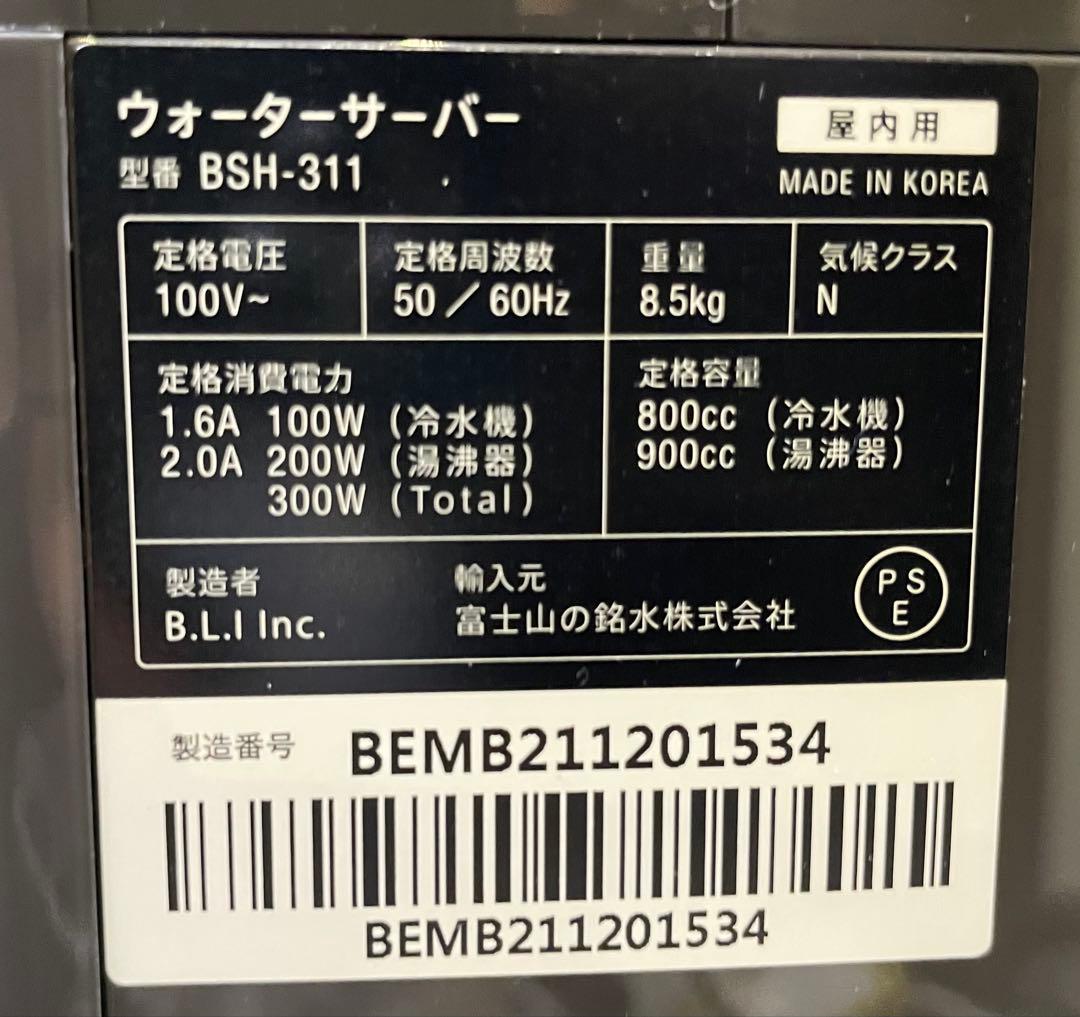 ウォーターサーバー
屋内用
型番 BSH-311
MADE IN KOREA
定格電圧
100V~
定格周波数
50 / 60Hz
重量
8.5kg
気候クラス
N
定格消費電力
1.6A 100W (冷水機)
2.0A 200W (湯沸器)
300W (Total)
定格容量
800cc (冷水機)
900cc (湯沸器)
製造者
B.L.I Inc.
輸入元
富士山の銘水株式会社
P S
E
製造番号 BEMB211201534
BEMB211201534